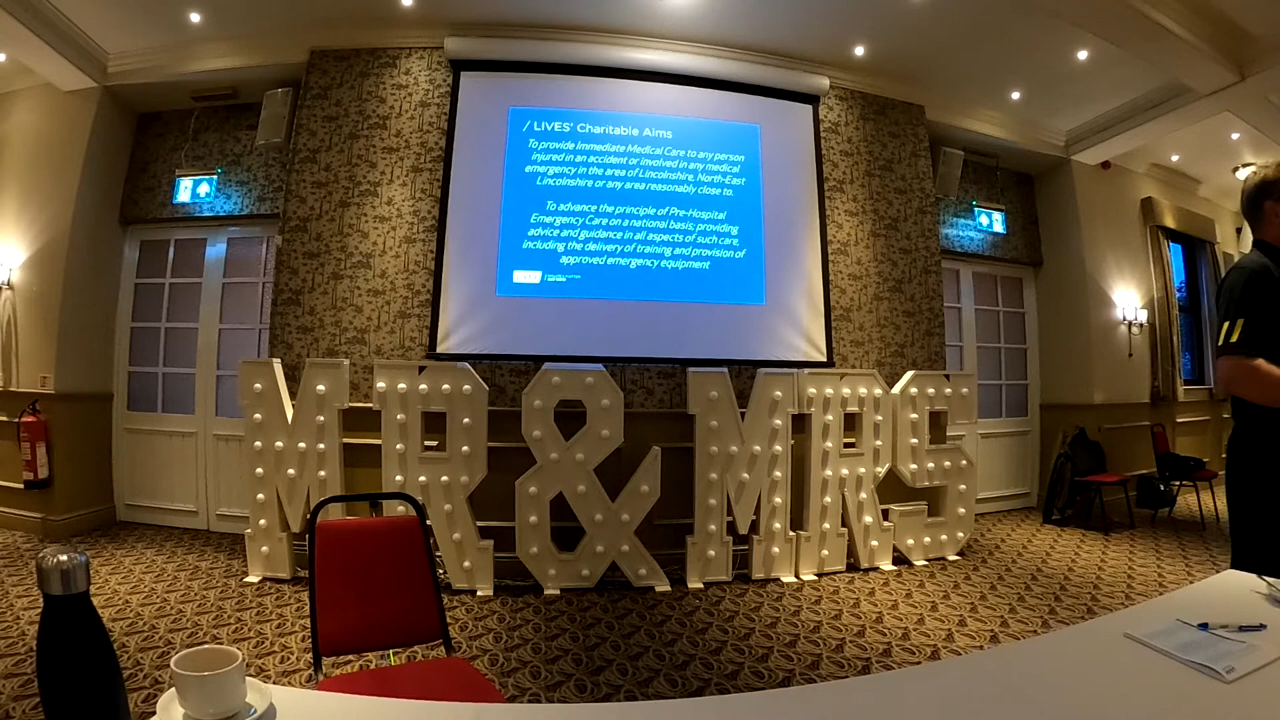 / LIVES' Charitable Aims
To provide Immediate Medical Care to any person
injured in an accident or involved in any medical
emergency in the area of Lincolnshire, North-East
Lincolnshire or any area reasonably close to.
To advance the principle of Pre-Hospital
Emergency Care on a national basis; providing
advice and guidance in all aspects of such care,
including the delivery of training and provision of
approved emergency equipment
MR & MRS